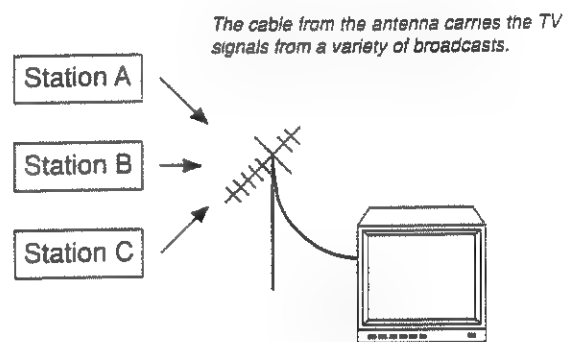 The cable from the antenna carries the TV
signals from a variety of broadcasts.
Station A
Station B
Station C